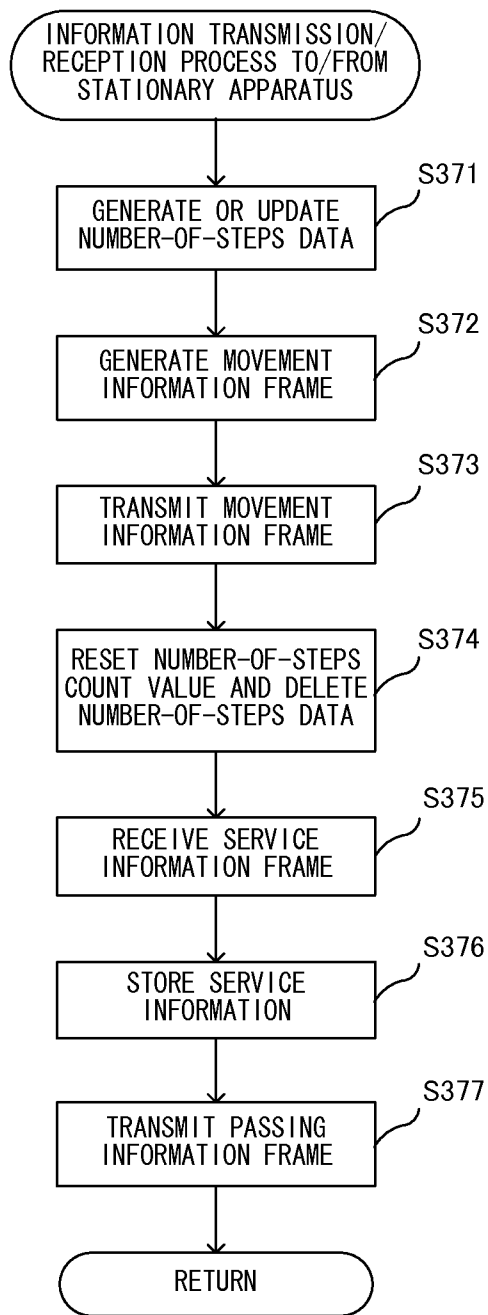 INFORMATION TRANSMISSION/
RECEPTION PROCESS TO/FROM
STATIONARY APPARATUS
S371
GENERATE OR UPDATE
NUMBER-OF-STEPS DATA
S372
GENERATE MOVEMENT
INFORMATION FRAME
S373
TRANSMIT MOVEMENT
INFORMATION FRAME
S374
RESET NUMBER-OF-STEPS
COUNT VALUE AND DELETE
NUMBER-OF-STEPS DATA
S375
RECEIVE SERVICE
INFORMATION FRAME
S376
STORE SERVICE
INFORMATION
S377
TRANSMIT PASSING
INFORMATION FRAME
RETURN